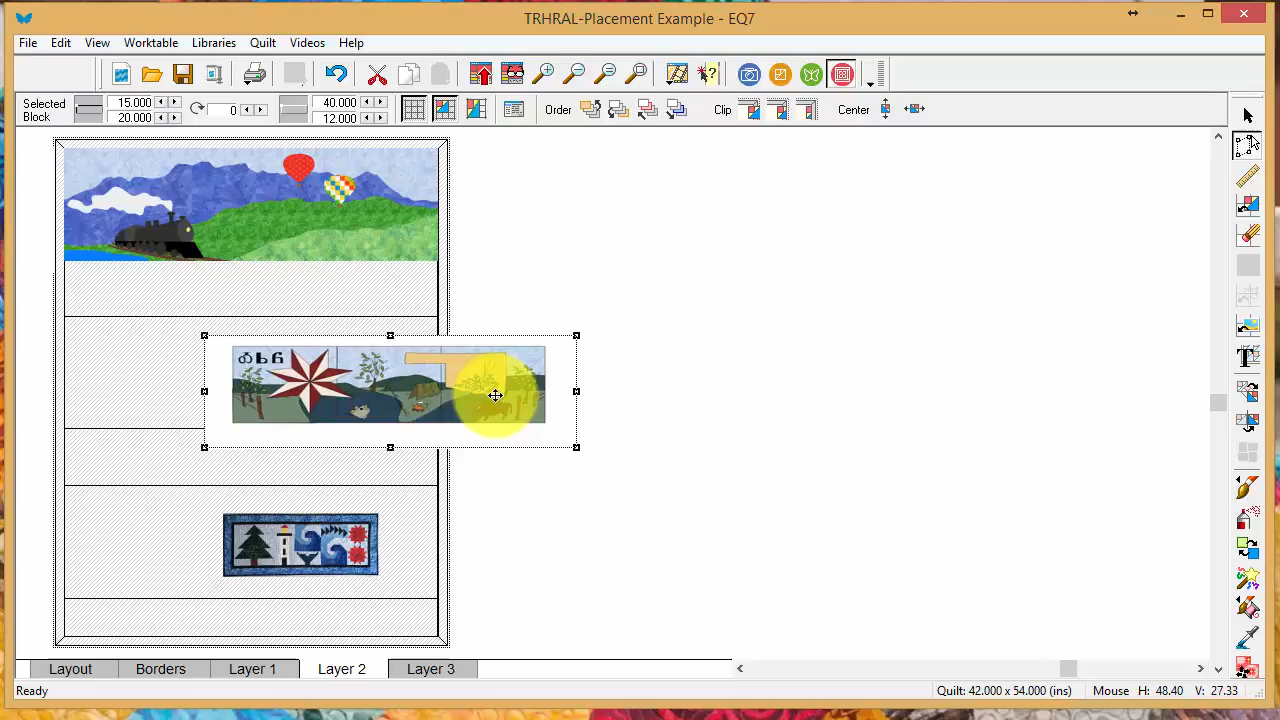 TRHRAL-Placement Example - EQ7
File Edit View Worktable Libraries Quilt Videos Help
Selected Block 15.000 20.000 0 40.000 12.000 Order Clip Center
Layout Borders Layer 1 Layer 2 Layer 3
Ready Quilt: 42.000 x 54.000 (ins) Mouse H: 48.40 V: 27.33